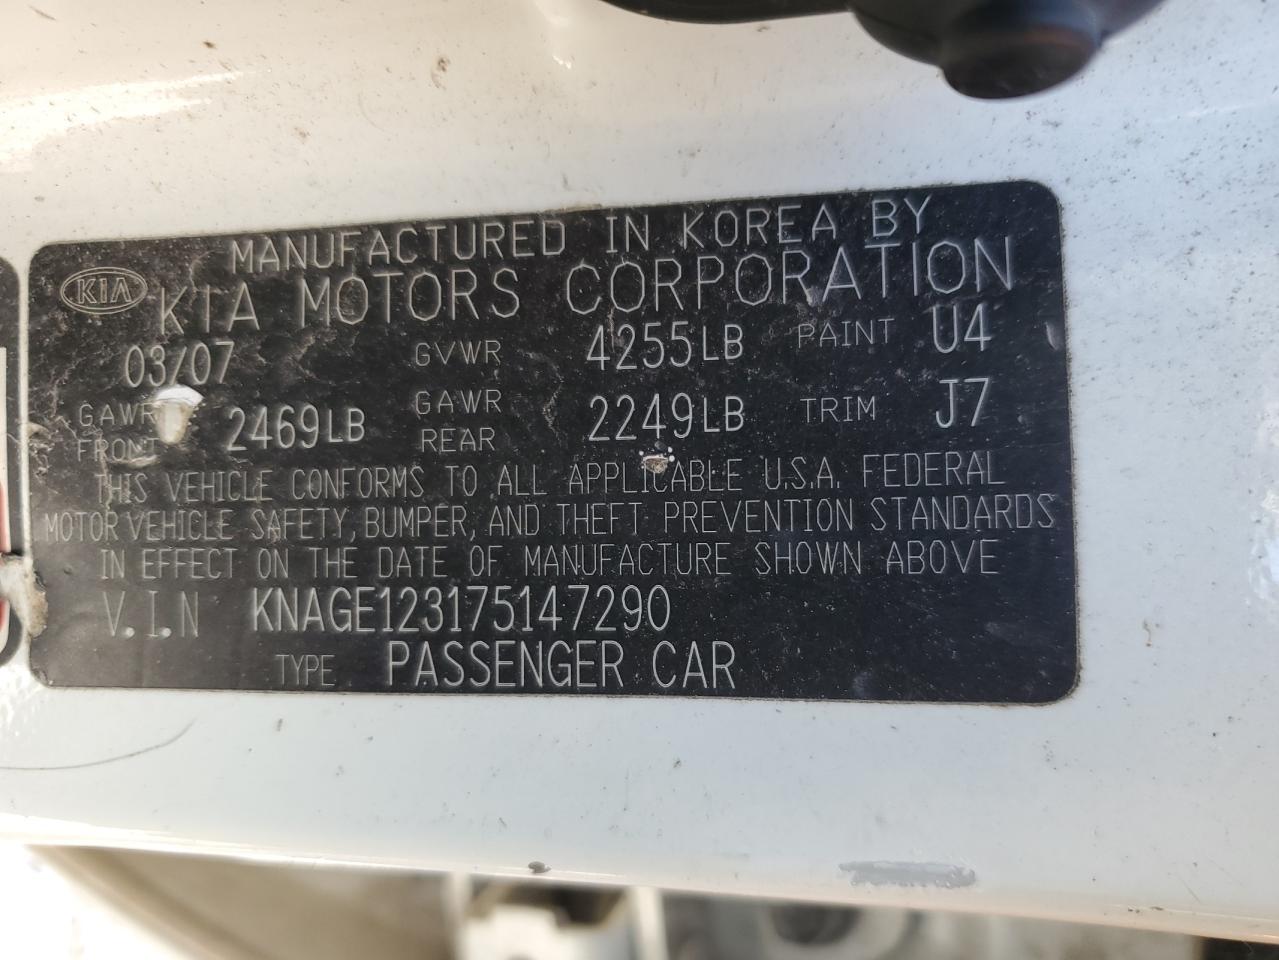 MANUFACTURED IN KOREA BY
KIA KIA MOTORS CORPORATION
03/07 GVWR 4255LB PAINT U4
GAWR FRONT 2469LB GAWR REAR 2249LB TRIM J7
THIS VEHICLE CONFORMS TO ALL APPLICABLE U.S.A. FEDERAL
MOTOR VEHICLE SAFETY, BUMPER, AND THEFT PREVENTION STANDARDS
IN EFFECT ON THE DATE OF MANUFACTURE SHOWN ABOVE
V.I.N KNAGE123175147290
TYPE PASSENGER CAR